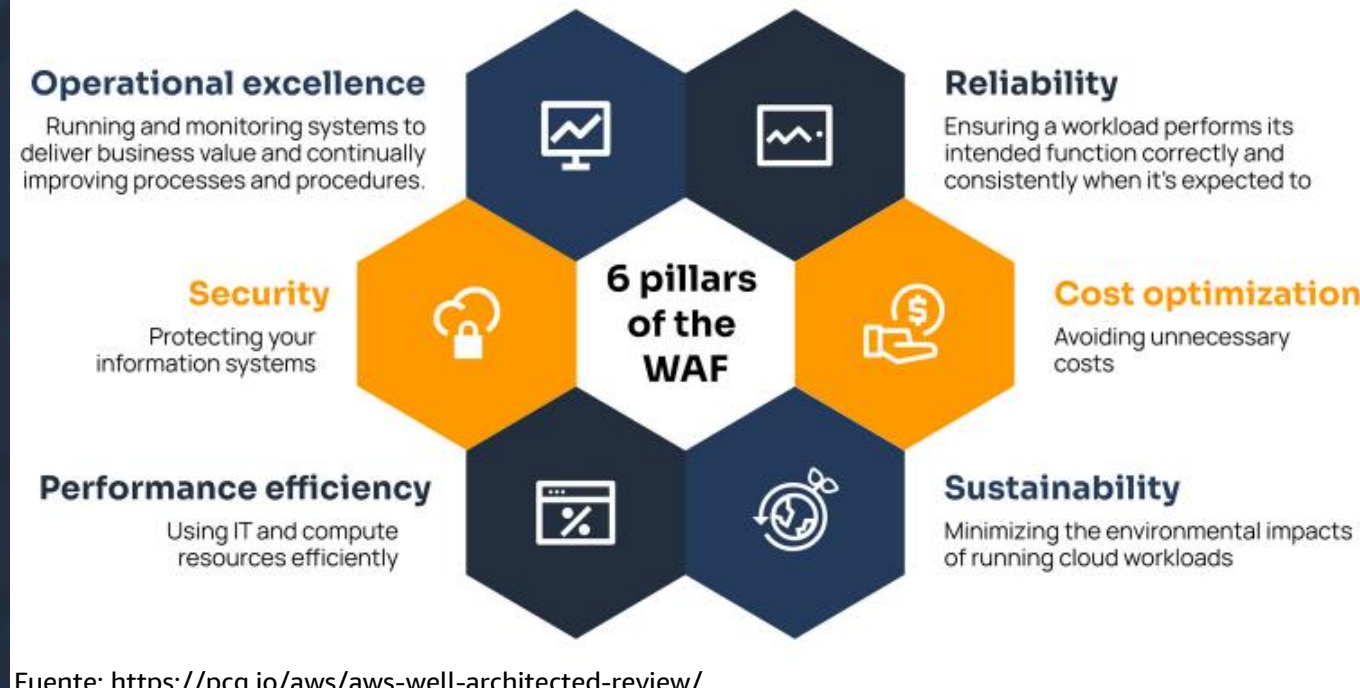 Operational excellence
Running and monitoring systems to
deliver business value and continually
improving processes and procedures.
Reliability
Ensuring a workload performs its
intended function correctly and
consistently when it's expected to
Security
Protecting your
information systems
6 pillars
of the
WAF
Cost optimization
Avoiding unnecessary
costs
Performance efficiency
Using IT and compute
resources efficiently
Sustainability
Minimizing the environmental impacts
of running cloud workloads
Fuente: https://pcg.io/aws/aws-well-architected-review/